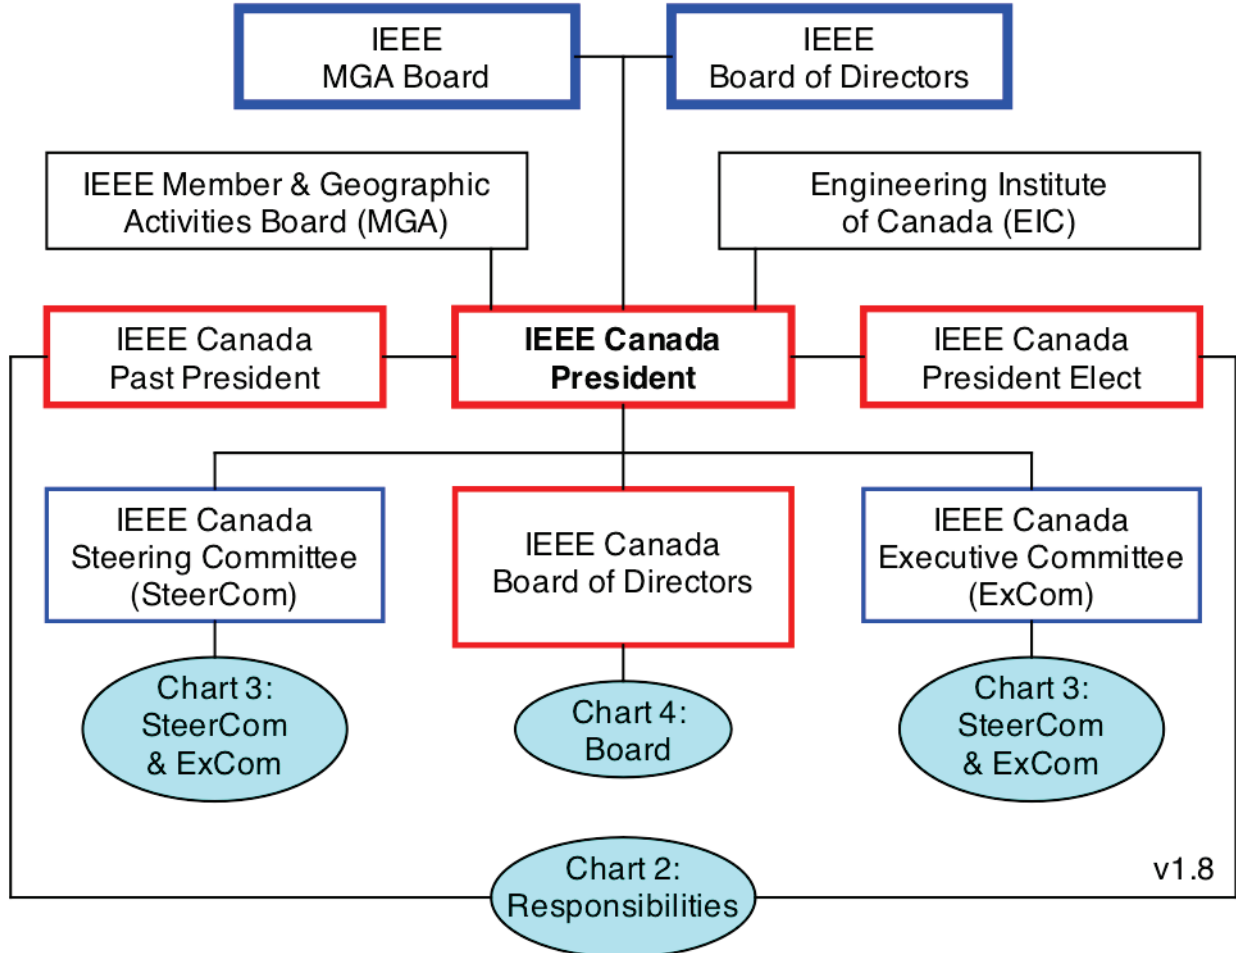 IEEE
MGA Board
IEEE
Board of Directors
IEEE Member & Geographic
Activities Board (MGA)
Engineering Institute
of Canada (EIC)
IEEE Canada
Past President
IEEE Canada
President
IEEE Canada
President Elect
IEEE Canada
Steering Committee
(SteerCom)
IEEE Canada
Board of Directors
IEEE Canada
Executive Committee
(ExCom)
Chart 3:
SteerCom
& ExCom
Chart 4:
Board
Chart 3:
SteerCom
& ExCom
Chart 2:
Responsibilities
v1.8